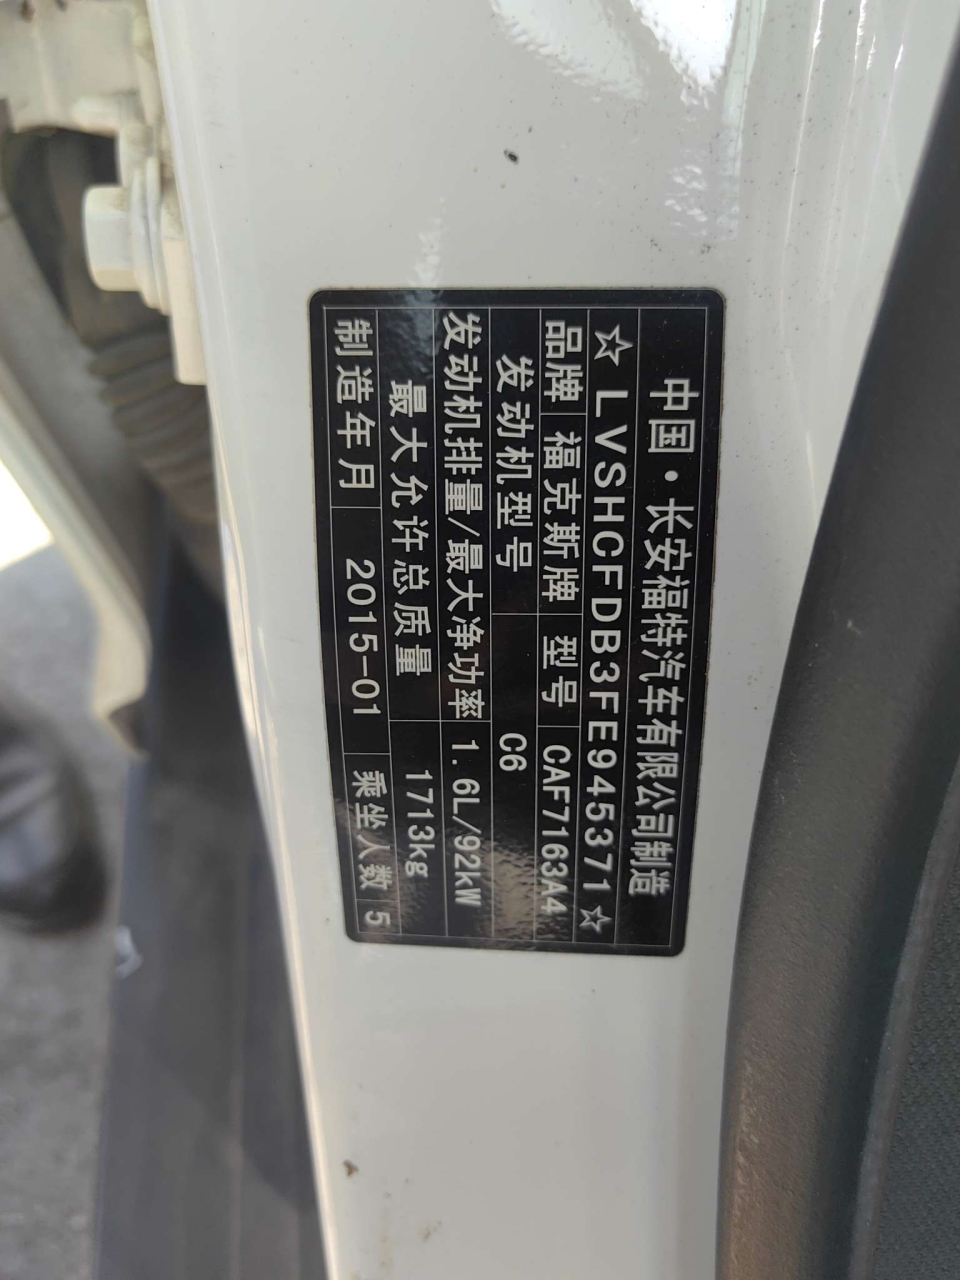 中国·长安福特汽车有限公司制造
☆LVSHCFDB3FE945371☆
品牌 福克斯牌 型号 CAF7163A4
发动机型号 C6
发动机排量/最大净功率 1.6L/92kW
最大允许总质量 1713kg
制造年月 2015-01 乘坐人数 5